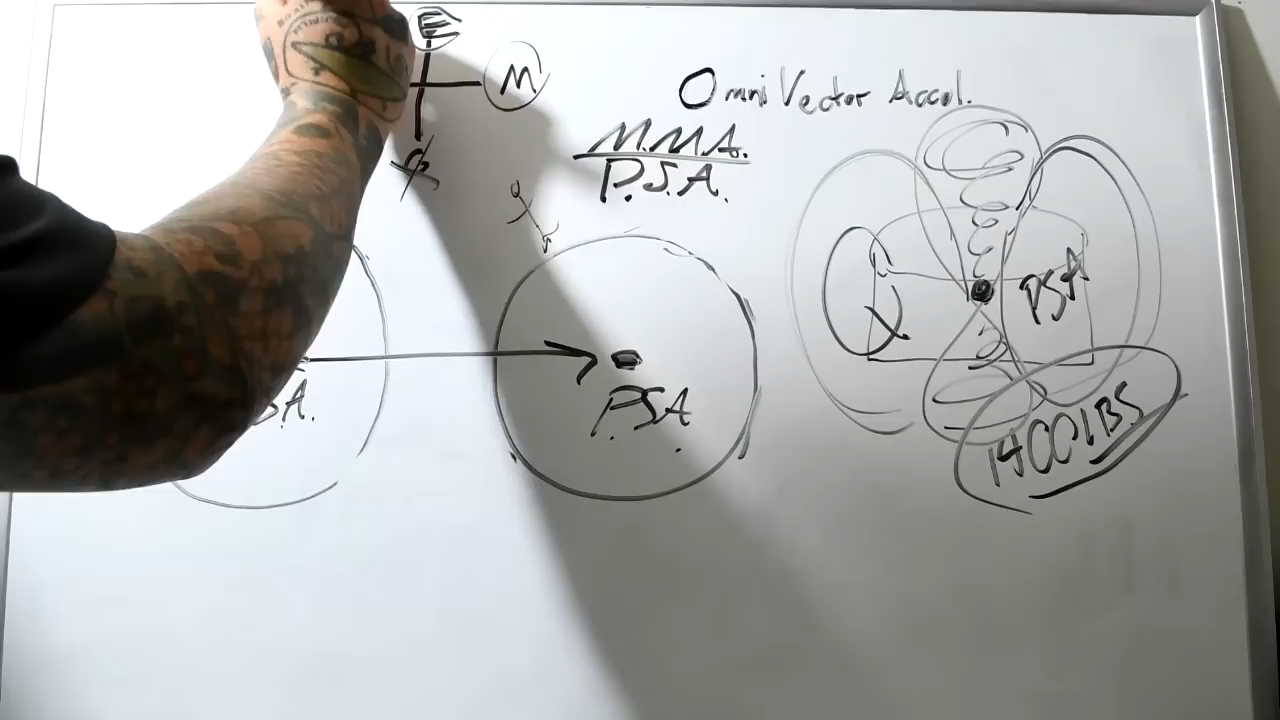 E
M
Omni Vector Accel.
M.M.A.
P.S.A.
PSA
S.A.
P.S.A.
1400LBS